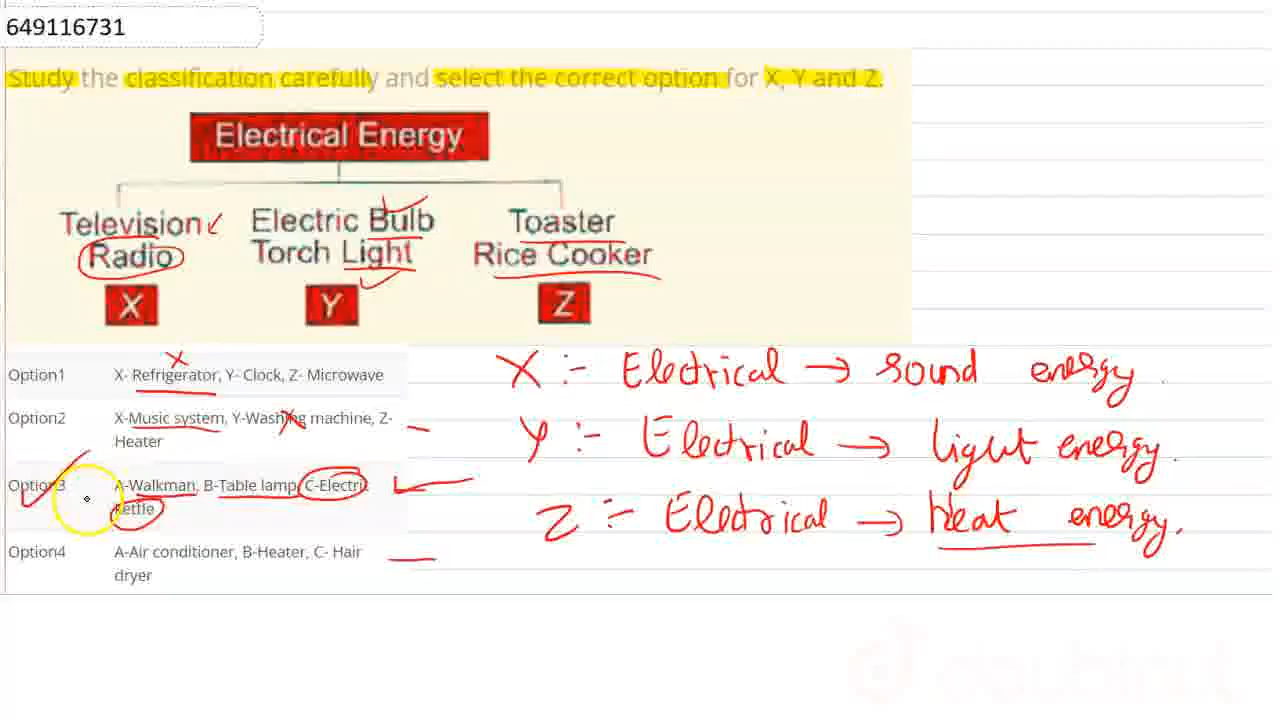 649116731
Study the classification carefully and select the correct option for X, Y and Z.
Electrical Energy
Television Electric Bulb Toaster
Radio Torch Light Rice Cooker
X Y Z
Option1 X- Refrigerator, Y- Clock, Z- Microwave
Option2 X-Music system, Y-Washing machine, Z-
Heater
Option3 A-Walkman, B-Table lamp, C-Electric
Kettle
Option4 A-Air conditioner, B-Heater, C- Hair
dryer
X :- Electrical → sound energy.
Y :- Electrical → light energy.
Z :- Electrical → Heat energy.
doubtnut